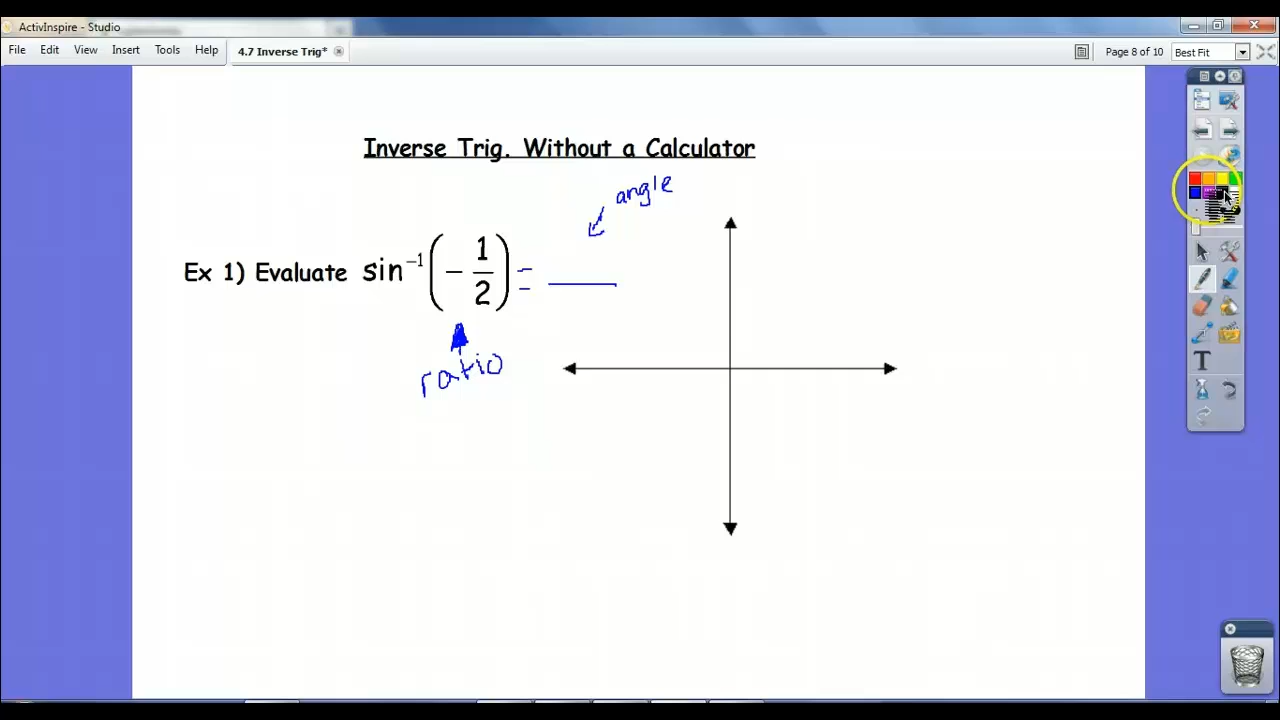 ActivInspire - Studio
File Edit View Insert Tools Help 4.7 Inverse Trig* Page 8 of 10 Best Fit
Inverse Trig. Without a Calculator
angle
Ex 1) Evaluate sin⁻¹(-1/2) = ____
ratio
T